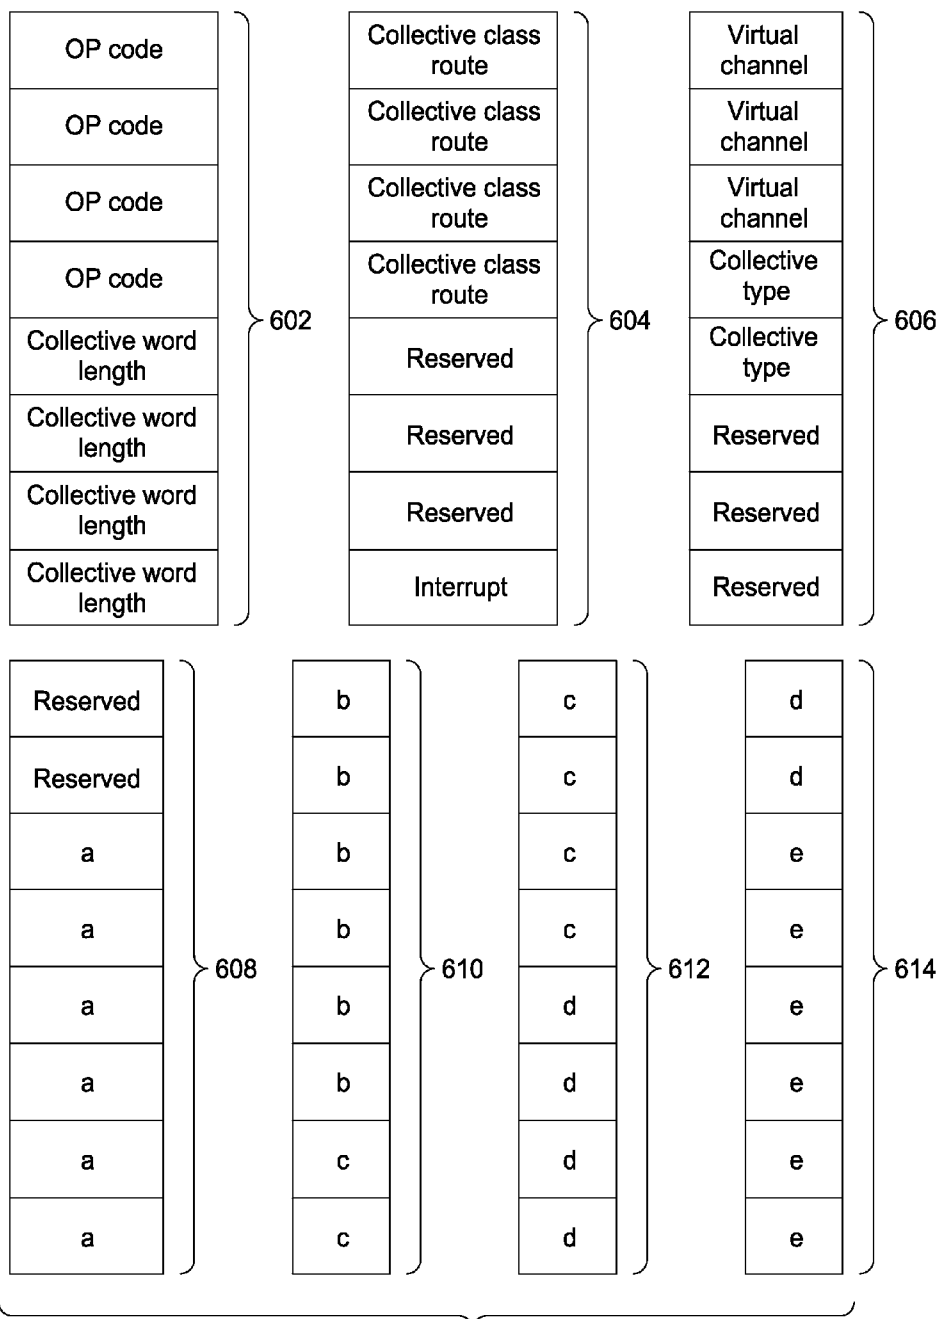 OP code
OP code
OP code
OP code
Collective word
length
Collective word
length
Collective word
length
Collective word
length
602
Collective class
route
Collective class
route
Collective class
route
Collective class
route
Reserved
Reserved
Reserved
Interrupt
604
Virtual
channel
Virtual
channel
Virtual
channel
Collective
type
Collective
type
Reserved
Reserved
Reserved
606
Reserved
Reserved
a
a
a
a
a
a
608
b
b
b
b
b
b
c
c
610
c
c
c
c
d
d
d
d
612
d
d
e
e
e
e
e
e
614